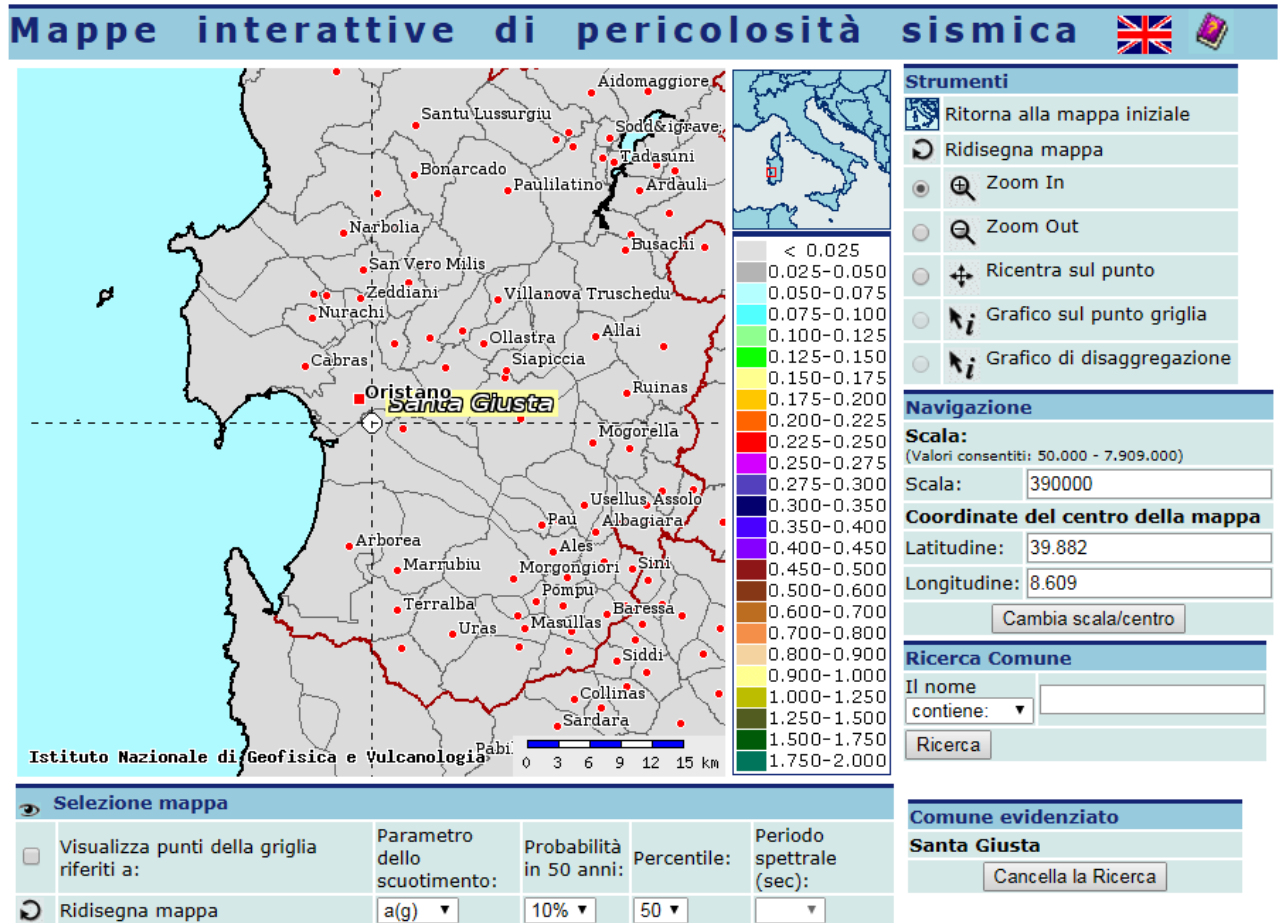 Mappe interattive di pericolosità sismica
Aidomaggiore
Santu Lussurgiu
Sodd&igrave;
Tadasuni
Bonarcado
Paulilatino
Ardauli
Narbolia
Busachi
San Vero Milis
Zeddiani
Villanova Truschedu
Nurachi
Ollastra
Allai
Siapiccia
Cabras
Ruinas
Oristano
Santa Giusta
Mogorella
Usellus
Assolo
Pau
Albagiara
Arborea
Ales
Marrubiu
Morgongiori
Sini
Pompu
Terralba
Baressa
Masullas
Uras
Siddi
Collinas
Sardara
Pabi
Istituto Nazionale di Geofisica e Vulcanologia
0 3 6 9 12 15 km
< 0.025
0.025-0.050
0.050-0.075
0.075-0.100
0.100-0.125
0.125-0.150
0.150-0.175
0.175-0.200
0.200-0.225
0.225-0.250
0.250-0.275
0.275-0.300
0.300-0.350
0.350-0.400
0.400-0.450
0.450-0.500
0.500-0.600
0.600-0.700
0.700-0.800
0.800-0.900
0.900-1.000
1.000-1.250
1.250-1.500
1.500-1.750
1.750-2.000
Strumenti
Ritorna alla mappa iniziale
Ridisegna mappa
Zoom In
Zoom Out
Ricentra sul punto
Grafico sul punto griglia
Grafico di disaggregazione
Navigazione
Scala:
(Valori consentiti: 50.000 - 7.909.000)
Scala: 390000
Coordinate del centro della mappa
Latitudine: 39.882
Longitudine: 8.609
Cambia scala/centro
Ricerca Comune
Il nome
contiene:
Ricerca
Selezione mappa
Visualizza punti della griglia
riferiti a:
Parametro
dello
scuotimento:
Probabilità
in 50 anni:
Percentile:
Periodo
spettrale
(sec):
Ridisegna mappa
a(g)
10%
50
Comune evidenziato
Santa Giusta
Cancella la Ricerca